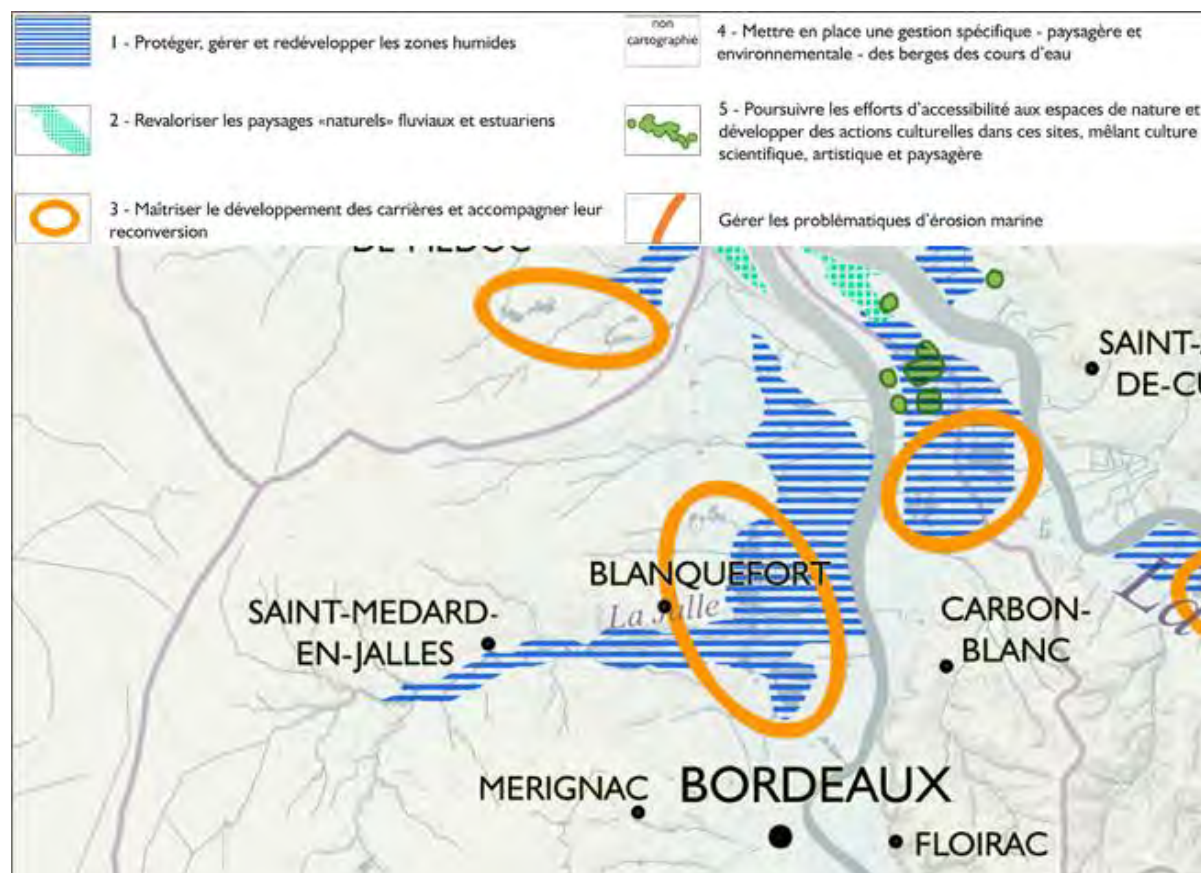 1 - Protéger, gérer et redévelopper les zones humides
2 - Revaloriser les paysages «naturels» fluviaux et estuariens
3 - Maîtriser le développement des carrières et accompagner leur
reconversion
non
cartographié
4 - Mettre en place une gestion spécifique - paysagère et
environnementale - des berges des cours d'eau
5 - Poursuivre les efforts d'accessibilité aux espaces de nature et
développer des actions culturelles dans ces sites, mêlant culture
scientifique, artistique et paysagère
Gérer les problématiques d'érosion marine
DE-MEDOC
SAINT-
DE-CU
BLANQUEFORT
La Jalle
SAINT-MEDARD-
EN-JALLES
CARBON-
BLANC
La
MERIGNAC
BORDEAUX
FLOIRAC